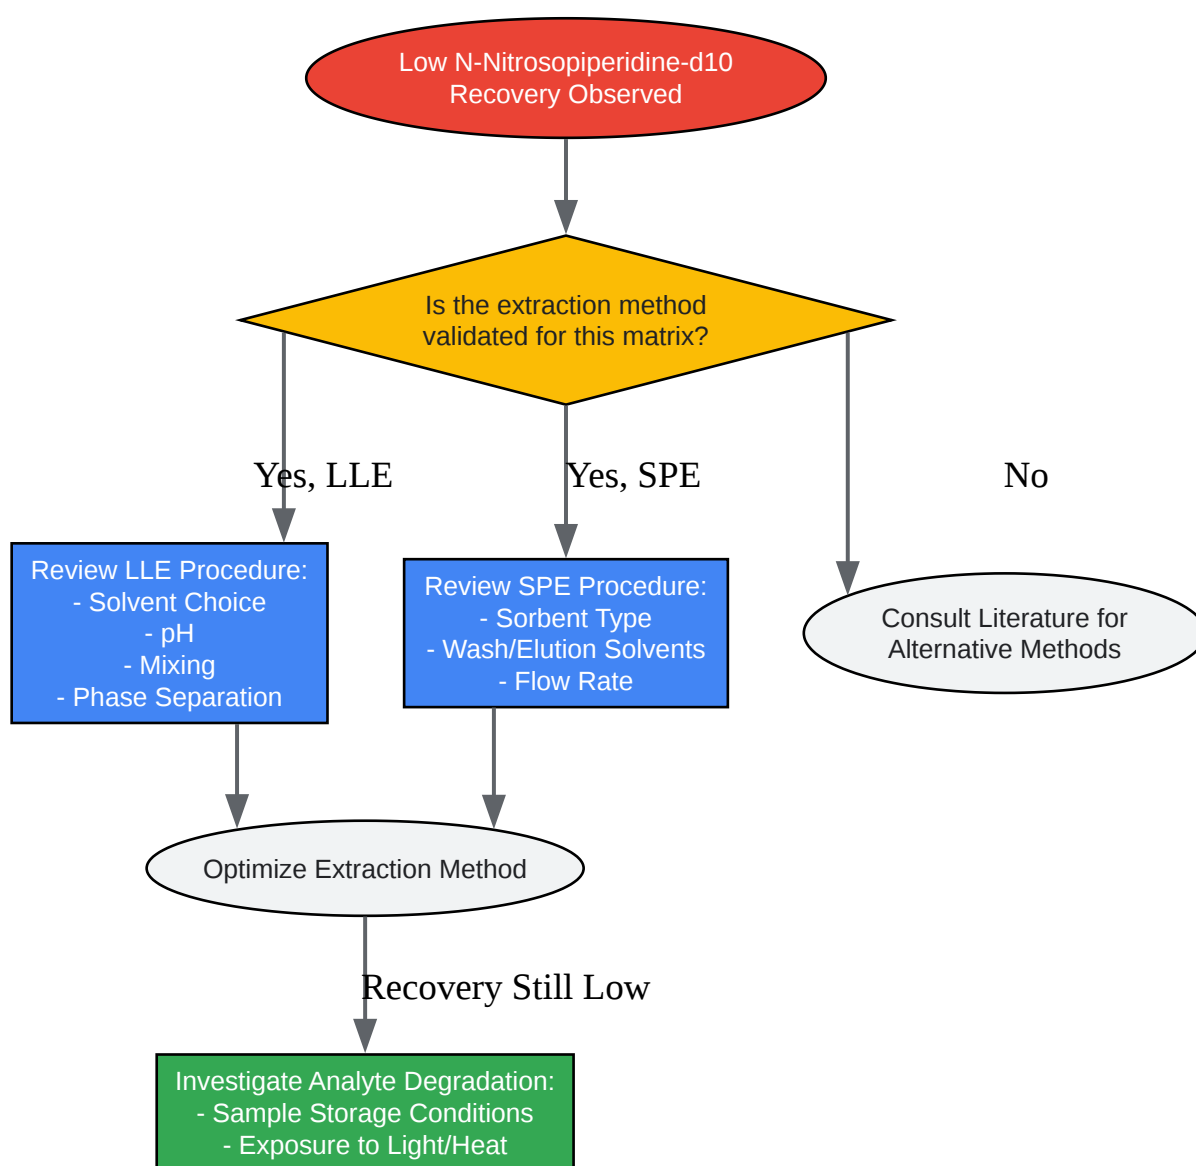 Low N-Nitrosopiperidine-d10
Recovery Observed
Is the extraction method
validated for this matrix?
Yes, LLE
Yes, SPE
No
Review LLE Procedure:
- Solvent Choice
- pH
- Mixing
- Phase Separation
Review SPE Procedure:
- Sorbent Type
- Wash/Elution Solvents
- Flow Rate
Consult Literature for
Alternative Methods
Optimize Extraction Method
Recovery Still Low
Investigate Analyte Degradation:
- Sample Storage Conditions
- Exposure to Light/Heat